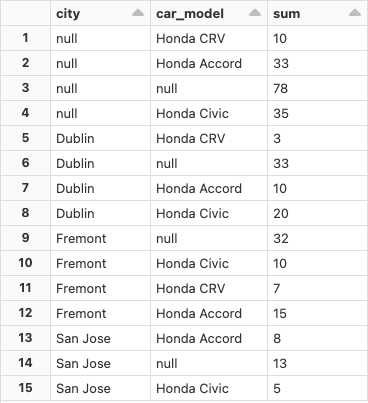 city car_model sum
1 null Honda CRV 10
2 null Honda Accord 33
3 null null 78
4 null Honda Civic 35
5 Dublin Honda CRV 3
6 Dublin null 33
7 Dublin Honda Accord 10
8 Dublin Honda Civic 20
9 Fremont null 32
10 Fremont Honda Civic 10
11 Fremont Honda CRV 7
12 Fremont Honda Accord 15
13 San Jose Honda Accord 8
14 San Jose null 13
15 San Jose Honda Civic 5